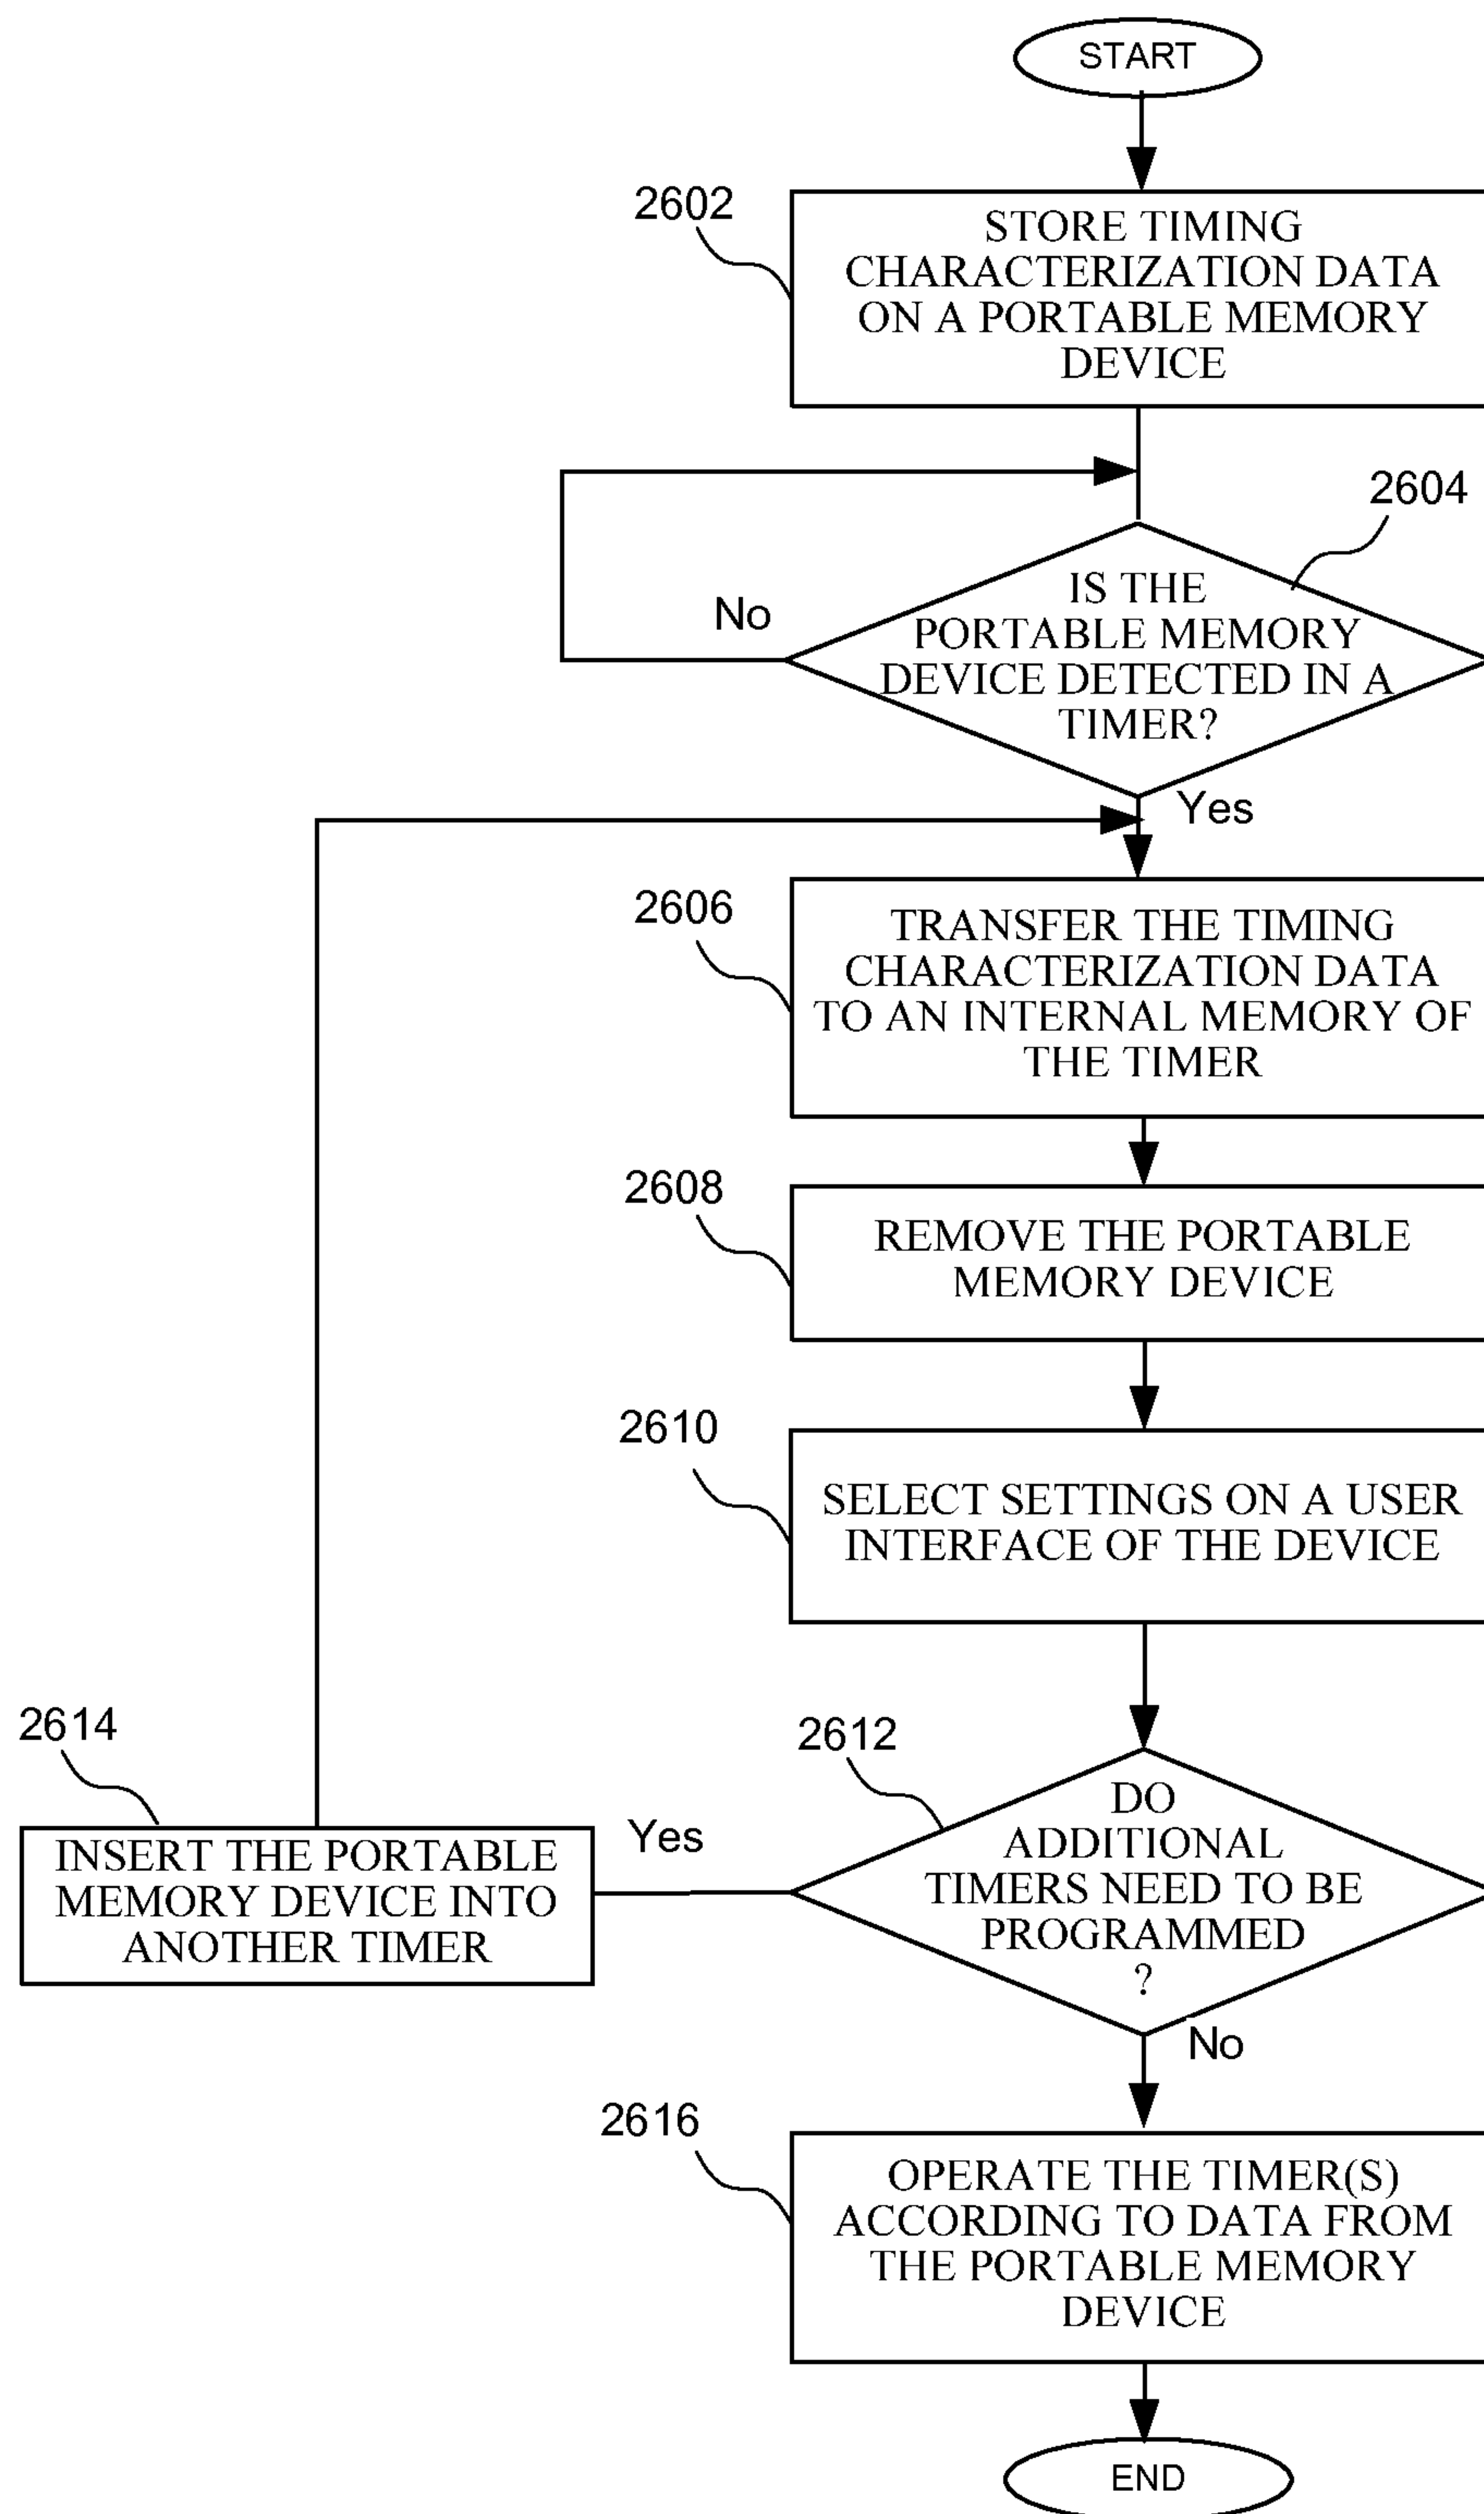 START
2602
STORE TIMING
CHARACTERIZATION DATA
ON A PORTABLE MEMORY
DEVICE
2604
IS THE
PORTABLE MEMORY
DEVICE DETECTED IN A
TIMER?
No
Yes
2606
TRANSFER THE TIMING
CHARACTERIZATION DATA
TO AN INTERNAL MEMORY OF
THE TIMER
2608
REMOVE THE PORTABLE
MEMORY DEVICE
2610
SELECT SETTINGS ON A USER
INTERFACE OF THE DEVICE
2612
DO
ADDITIONAL
TIMERS NEED TO BE
PROGRAMMED
?
Yes
2614
INSERT THE PORTABLE
MEMORY DEVICE INTO
ANOTHER TIMER
No
2616
OPERATE THE TIMER(S)
ACCORDING TO DATA FROM
THE PORTABLE MEMORY
DEVICE
END